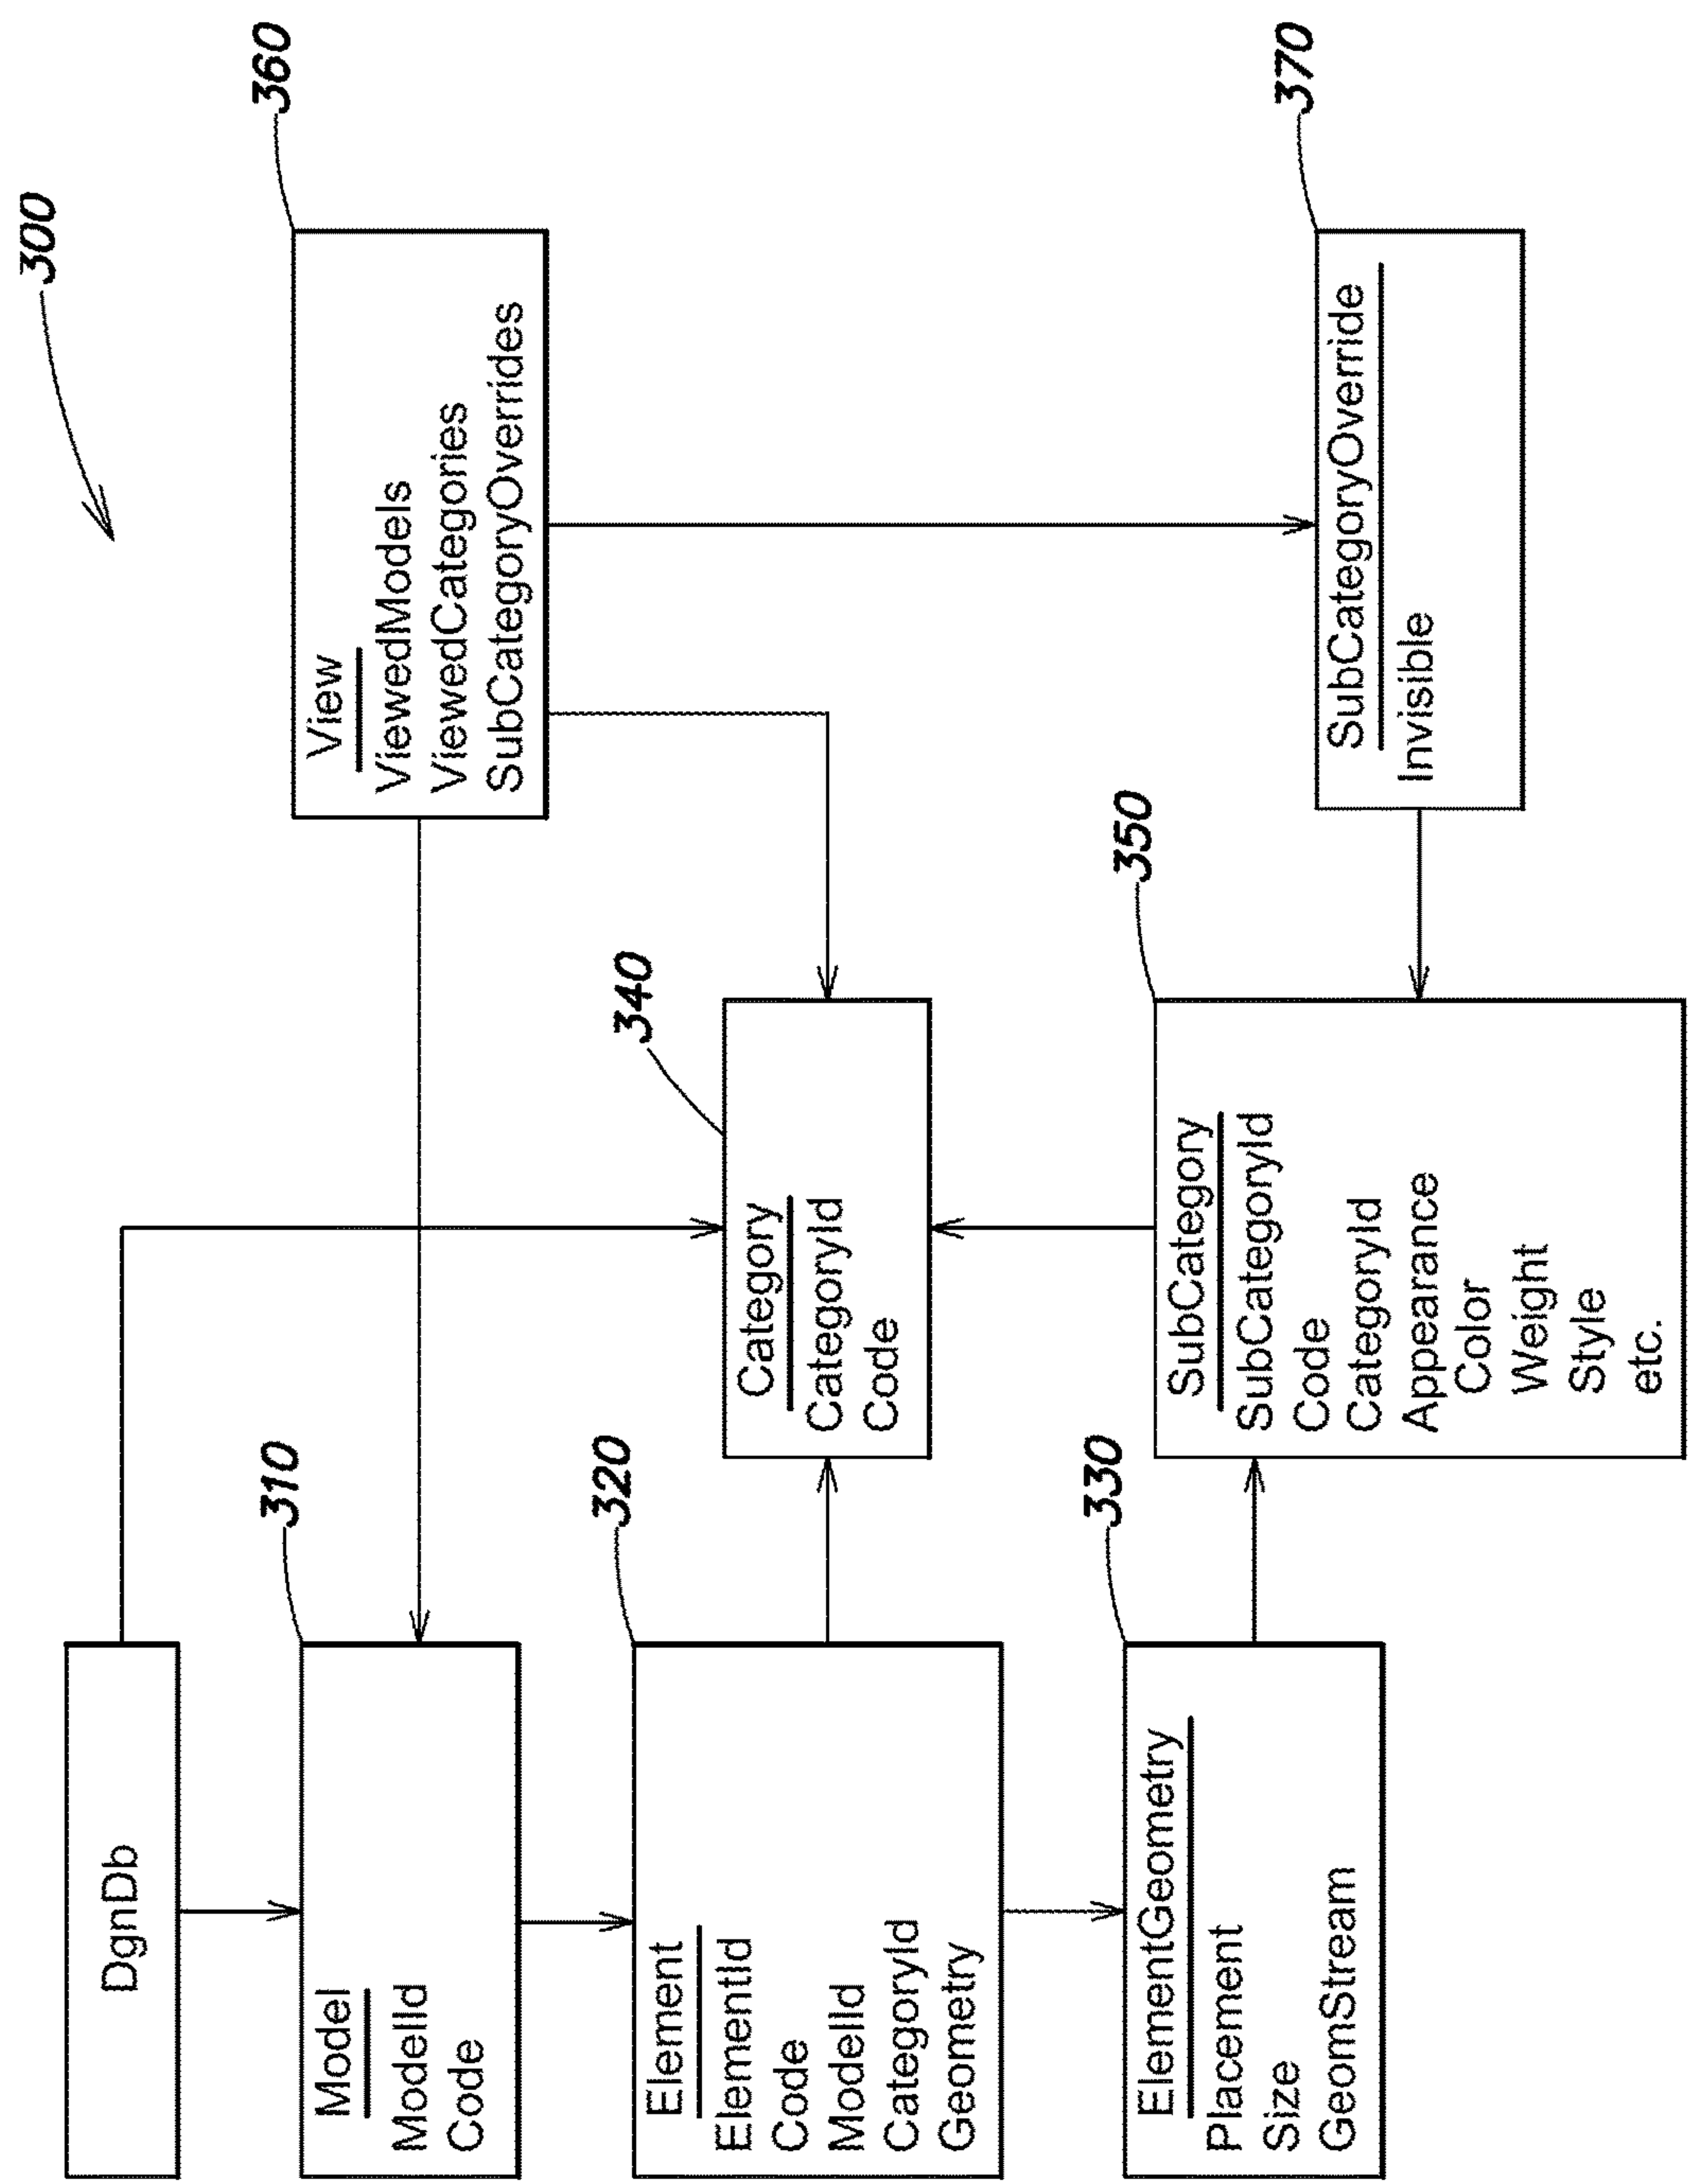 300
DgnDb
310
Model
ModelId
Code
360
View
ViewedModels
ViewedCategories
SubCategoryOverrides
320
Element
ElementId
Code
ModelId
CategoryId
Geometry
340
Category
CategoryId
Code
330
ElementGeometry
Placement
Size
GeomStream
350
SubCategory
SubCategoryId
Code
CategoryId
Appearance
Color
Weight
Style
etc.
370
SubCategoryOverride
Invisible